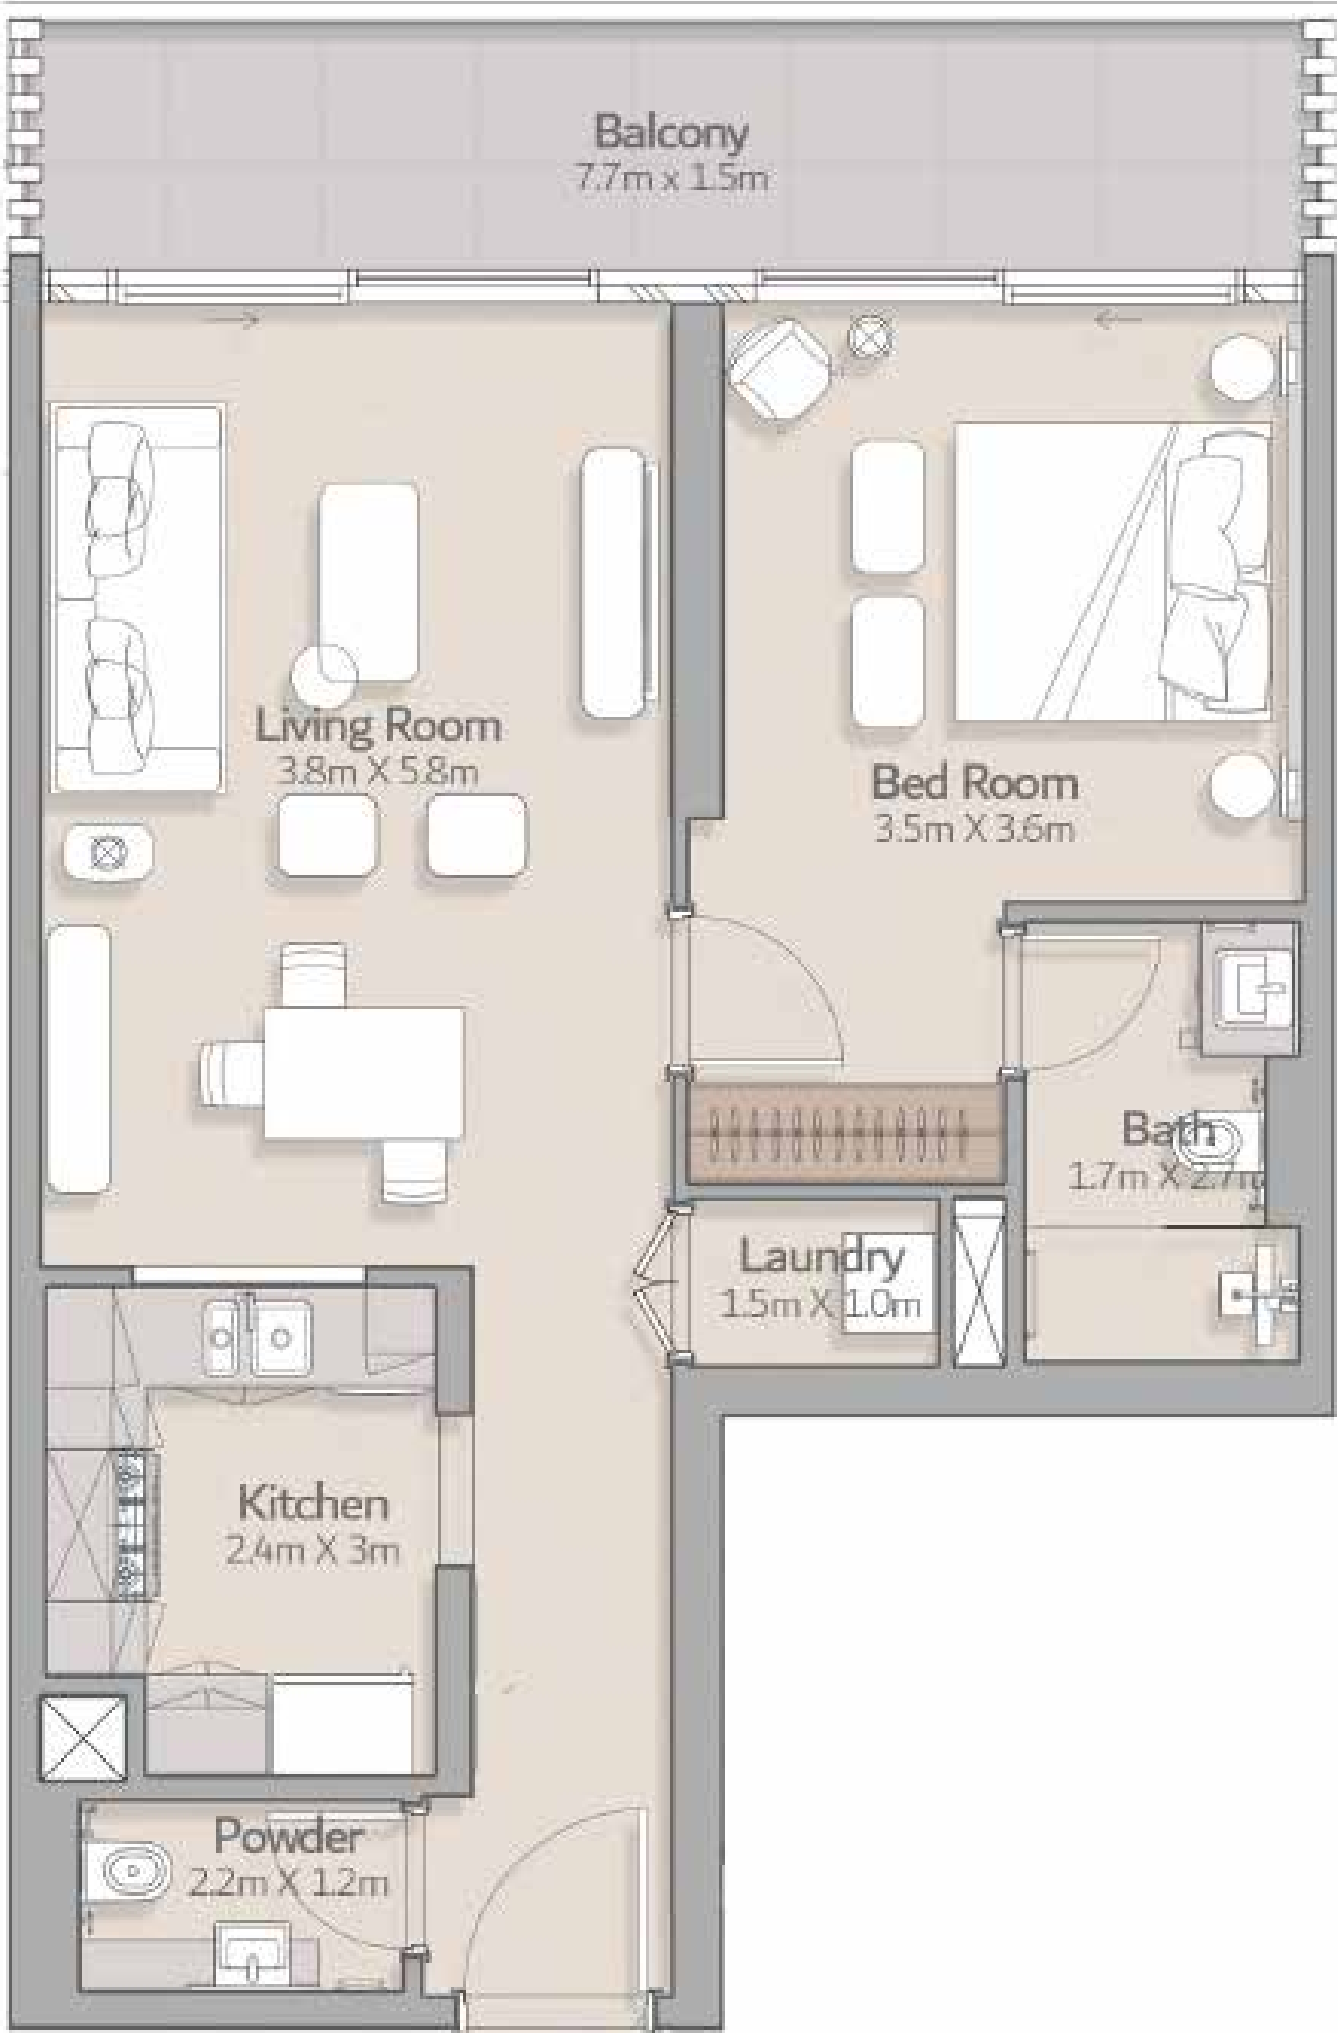 Balcony
7.7m x 1.5m
Living Room
3.8m X 5.8m
Bed Room
3.5m X 3.6m
Bath
1.7m X 2.7m
Laundry
1.5m X 1.0m
Kitchen
2.4m X 3m
Powder
2.2m X 1.2m